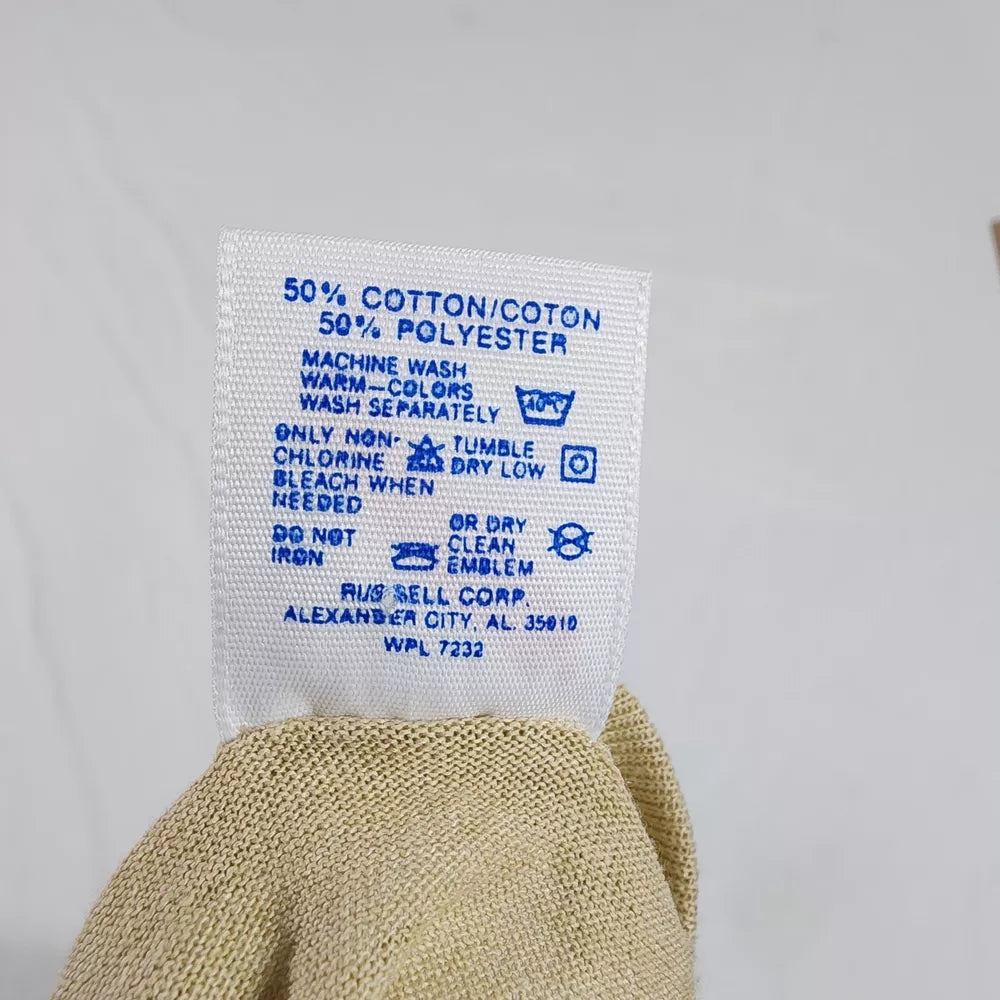 50% COTTON/COTON
50% POLYESTER
MACHINE WASH
WARM—COLORS
WASH SEPARATELY
40°C
ONLY NON-
CHLORINE
BLEACH WHEN
NEEDED
TUMBLE
DRY LOW
DO NOT
IRON
OR DRY
CLEAN
EMBLEM
RUSSELL CORP.
ALEXANDER CITY, AL. 35010
WPL 7232